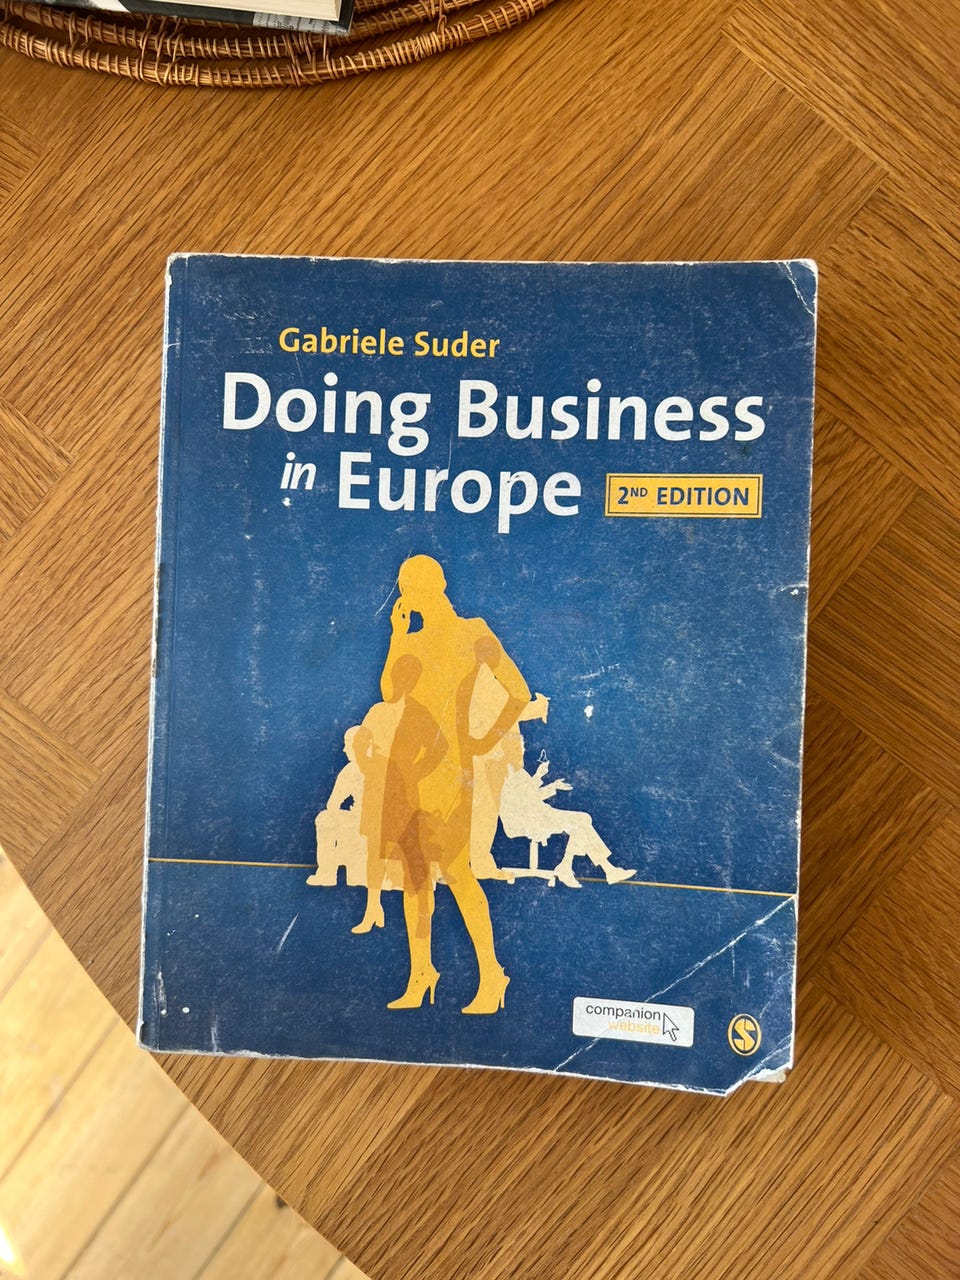 Gabriele Suder
Doing Business
in Europe
2ND EDITION
companion
website
S